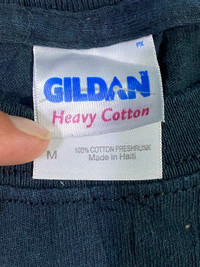 GILDAN
Heavy Cotton
M
100% COTTON PRESHRUNK
Made in Haiti